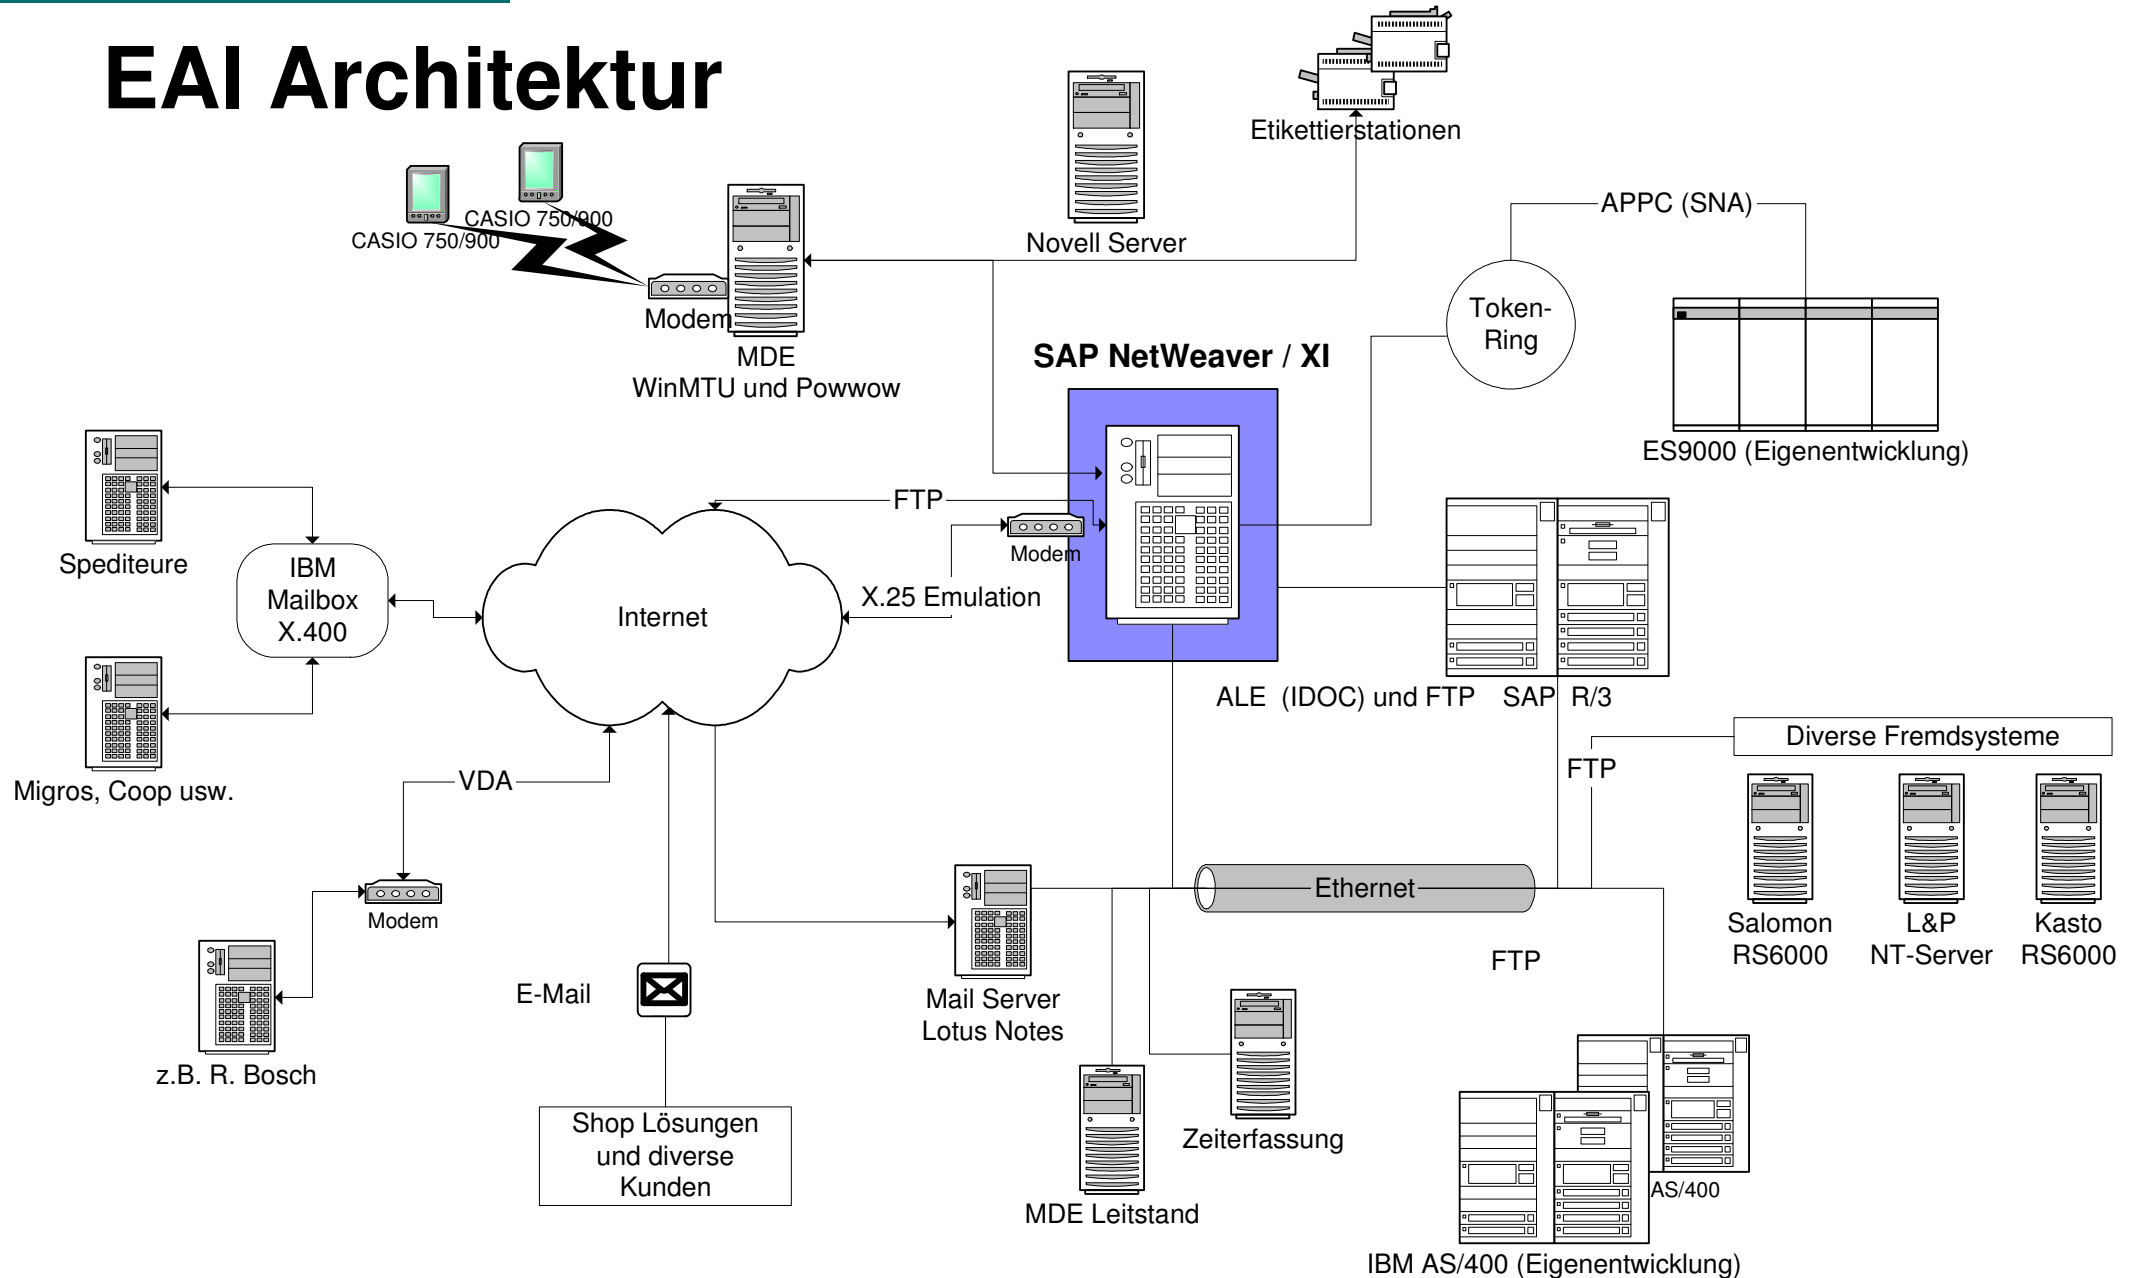 EAI Architektur
Etikettierstationen
CASIO 750/900
CASIO 750/900
Novell Server
APPC (SNA)
Modem
Token-
Ring
MDE
WinMTU und Powwow
SAP NetWeaver / XI
ES9000 (Eigenentwicklung)
FTP
Modem
Spediteure
IBM
Mailbox
X.400
Internet
X.25 Emulation
ALE (IDOC) und FTP
SAP R/3
Diverse Fremdsysteme
FTP
Migros, Coop usw.
VDA
Modem
Ethernet
Salomon
RS6000
L&P
NT-Server
Kasto
RS6000
FTP
E-Mail
Mail Server
Lotus Notes
z.B. R. Bosch
Shop Lösungen
und diverse
Kunden
Zeiterfassung
MDE Leitstand
AS/400
IBM AS/400 (Eigenentwicklung)